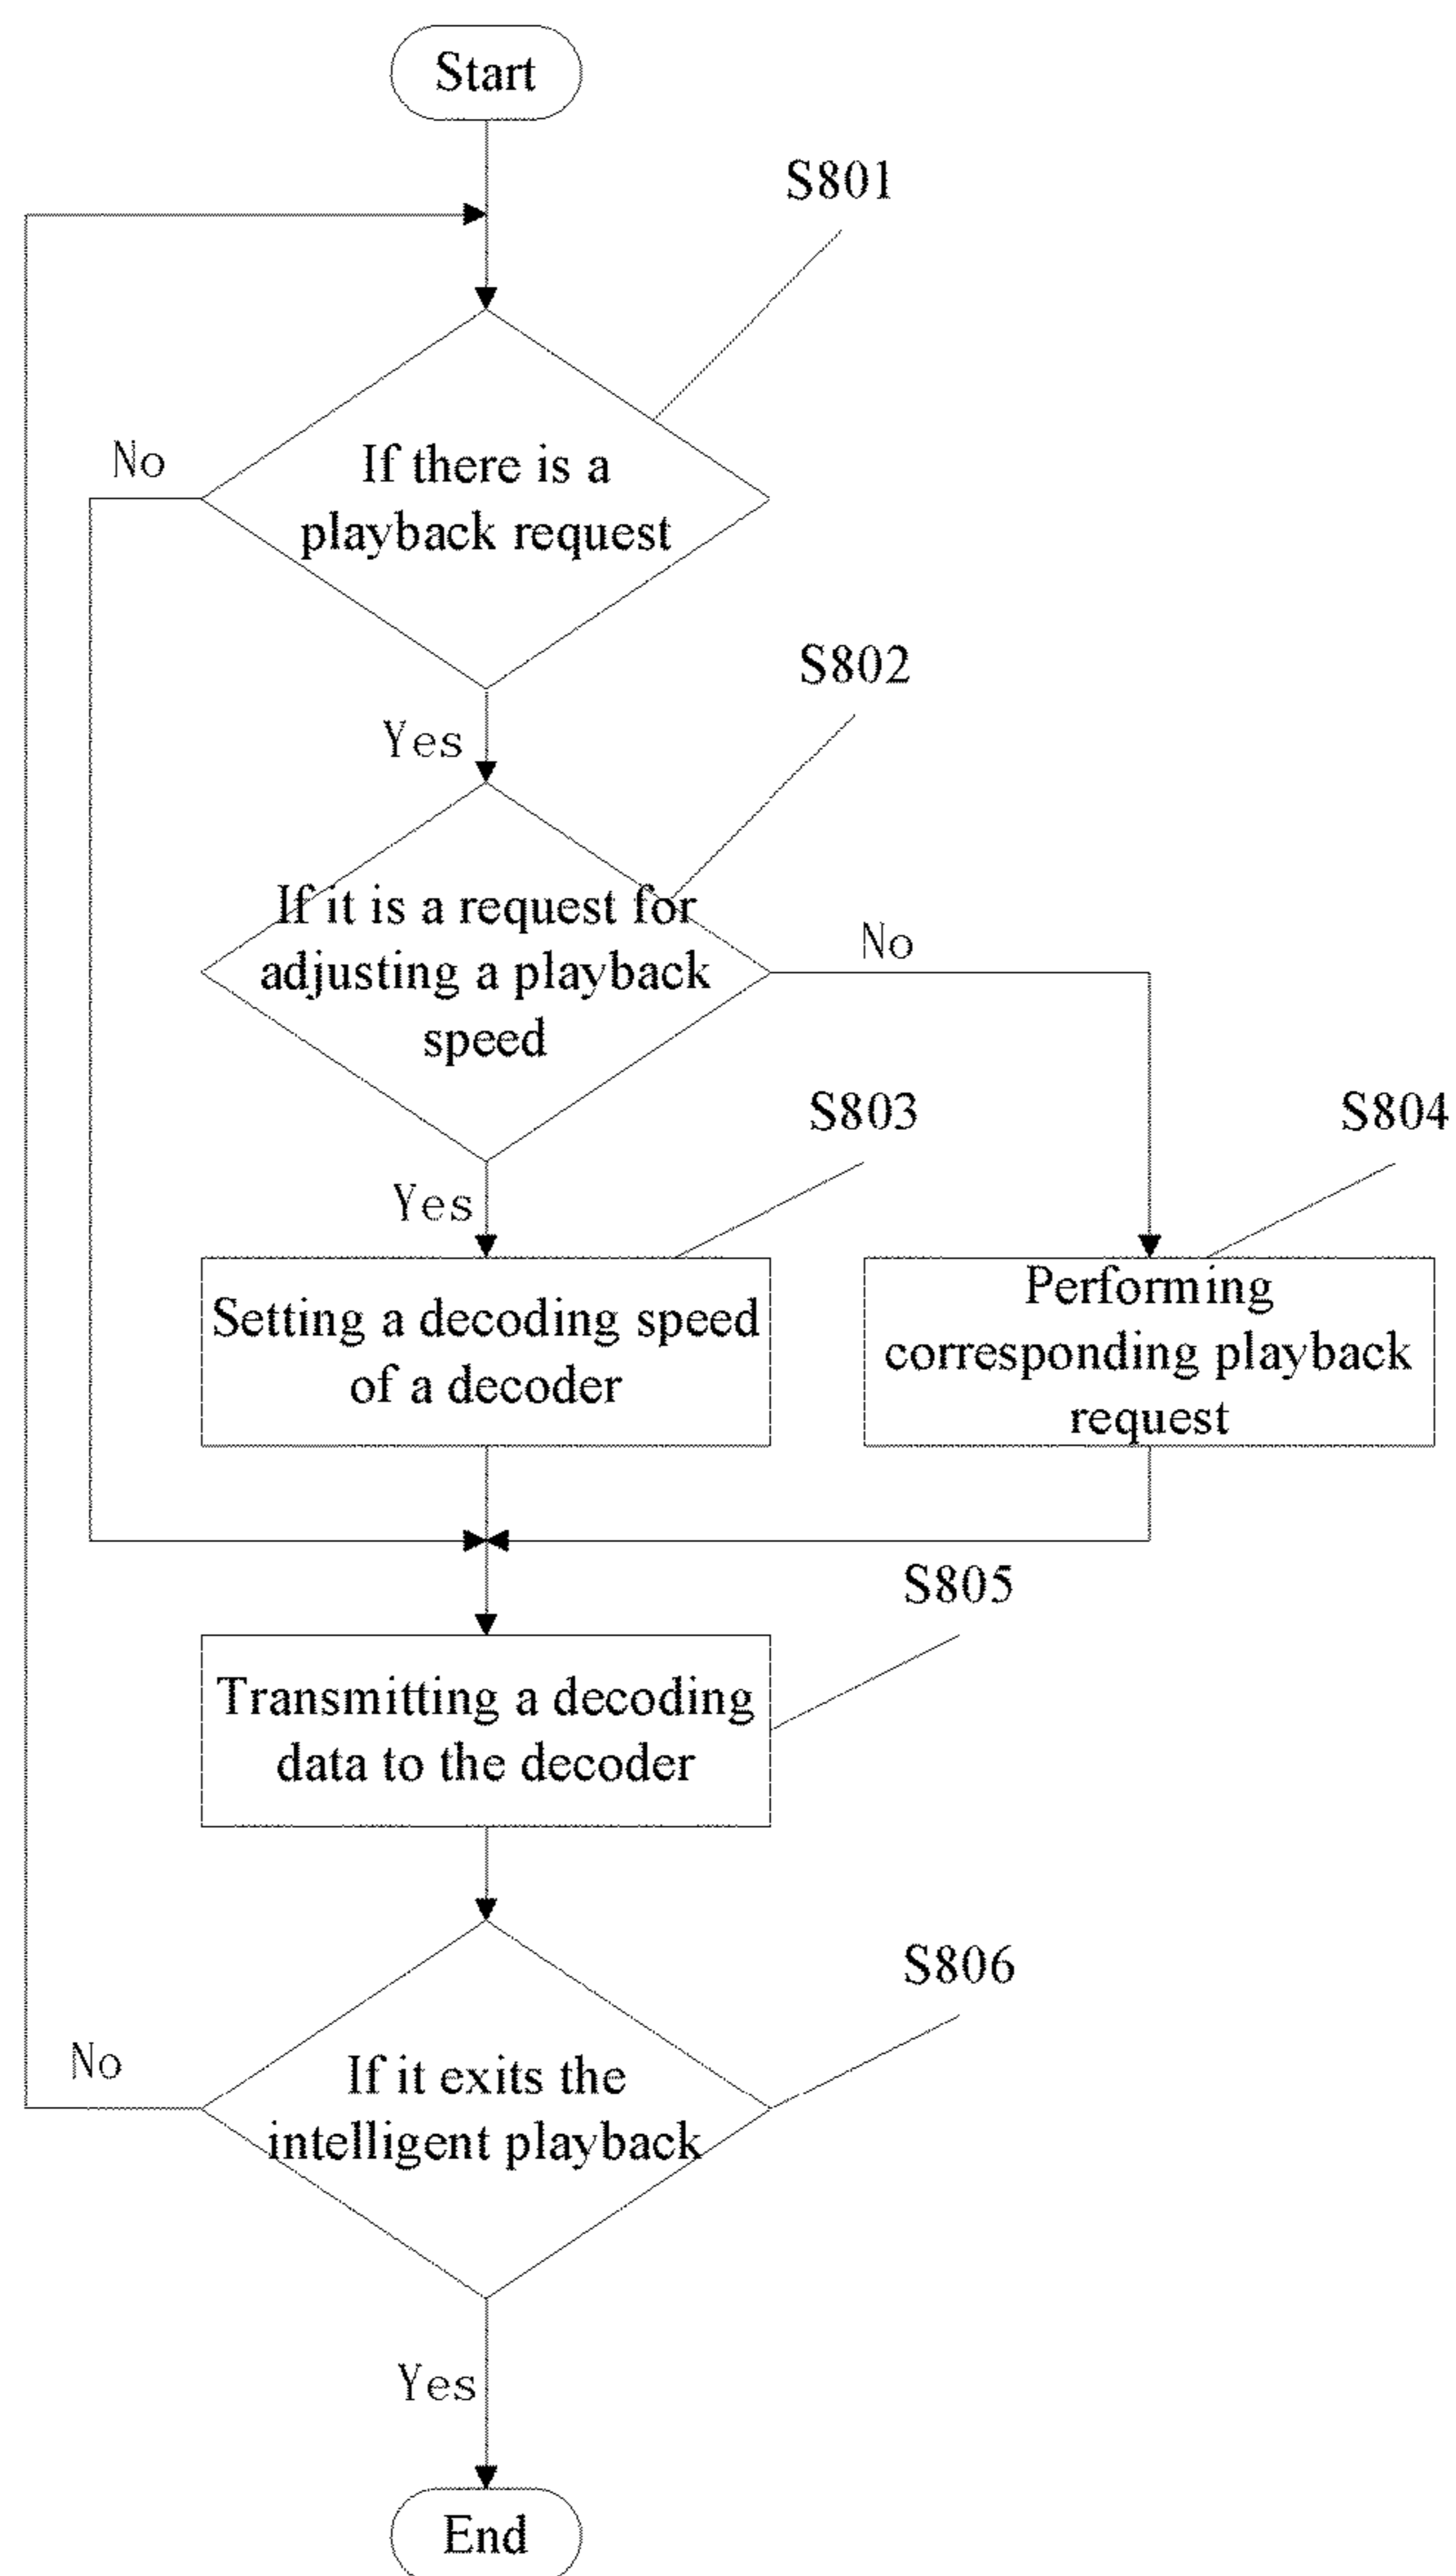 Start
S801
No
If there is a
playback request
S802
Yes
If it is a request for
adjusting a playback
speed
No
S803
S804
Yes
Setting a decoding speed
of a decoder
Performing
corresponding playback
request
S805
Transmitting a decoding
data to the decoder
S806
No
If it exits the
intelligent playback
Yes
End